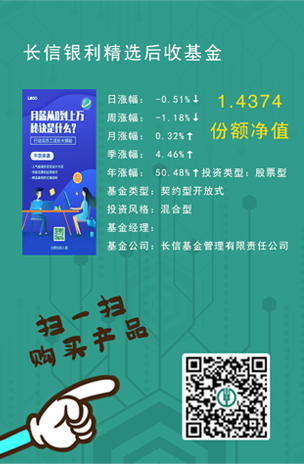 长信银利精选后收基金
LOGO
月薪从0到上万
秘诀是什么?
日涨幅: -0.51%↓
周涨幅: -1.18%↓
月涨幅: 0.32%↑
季涨幅: 4.46%↑
年涨幅: 50.48%↑投资类型: 股票型
基金类型: 契约型开放式
投资风格: 混合型
基金经理:
基金公司: 长信基金管理有限责任公司
1.4374
份额净值
扫一扫
购买产品